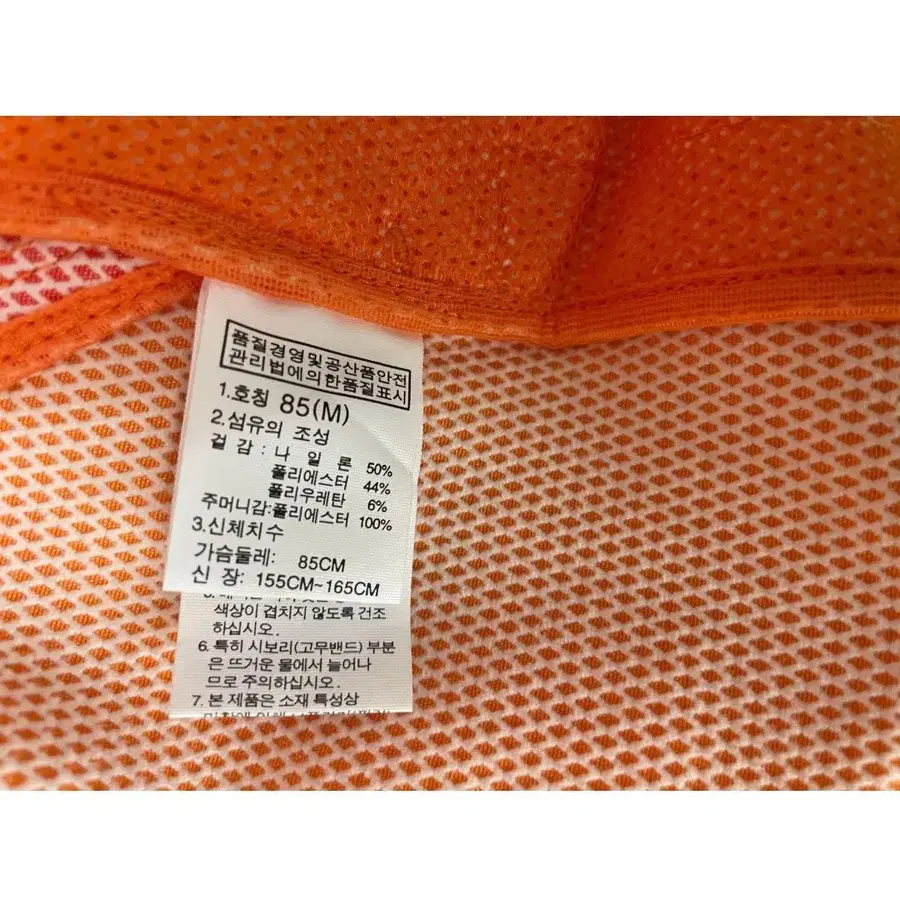 품질경영및공산품안전
관리법에의한품질표시
1.호칭 85(M)
2.섬유의 조성
겉 감 : 나 일 론 50%
폴리에스터 44%
폴리우레탄 6%
주머니감:폴리에스터 100%
3.신체치수
가슴둘레: 85CM
신 장: 155CM~165CM
색상이 겹치지 않도록 건조
하십시오.
6. 특히 시보리(고무밴드) 부분
은 뜨거운 물에서 늘어나
므로 주의하십시오.
7. 본 제품은 소재 특성상